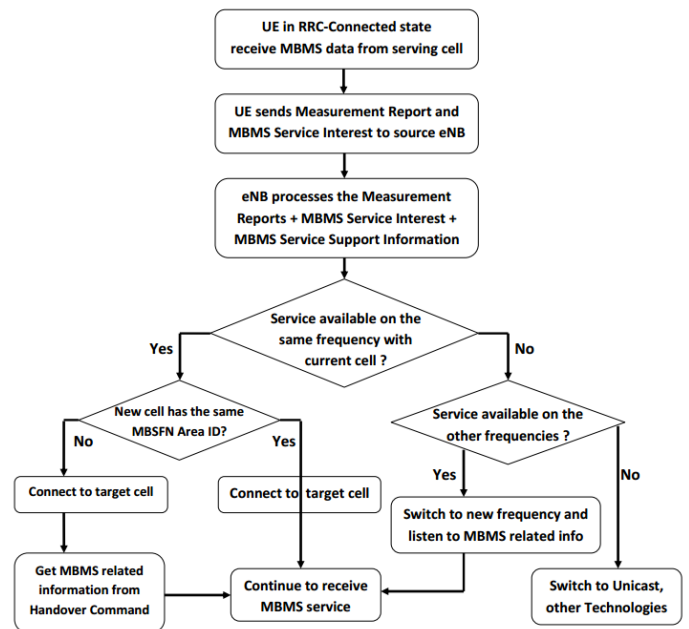 UE in RRC-Connected state
receive MBMS data from serving cell
UE sends Measurement Report and
MBMS Service Interest to source eNB
eNB processes the Measurement
Reports + MBMS Service Interest +
MBMS Service Support Information
Service available on the
same frequency with
current cell ?
Yes
No
New cell has the same
MBSFN Area ID?
Service available on the
other frequencies ?
No
Yes
Yes
No
Connect to target cell
Connect to target cell
Switch to new frequency and
listen to MBMS related info
Get MBMS related
information from
Handover Command
Continue to receive
MBMS service
Switch to Unicast,
other Technologies